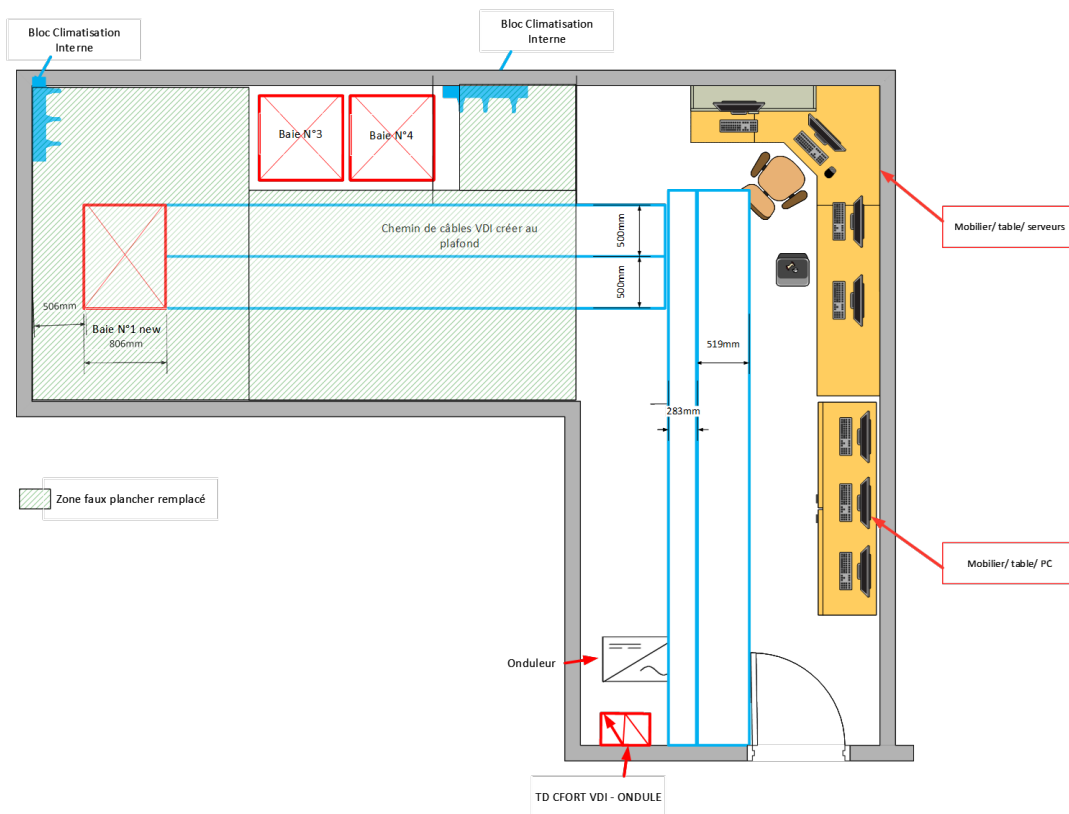 Bloc Climatisation
Interne
Bloc Climatisation
Interne
Baie N°3
Baie N°4
Chemin de câbles VDI créer au
plafond
500mm
500mm
Mobilier/ table/ serveurs
506mm
Baie N°1 new
806mm
519mm
283mm
Zone faux plancher remplacé
Mobilier/ table/ PC
Onduleur
TD CFORT VDI - ONDULE